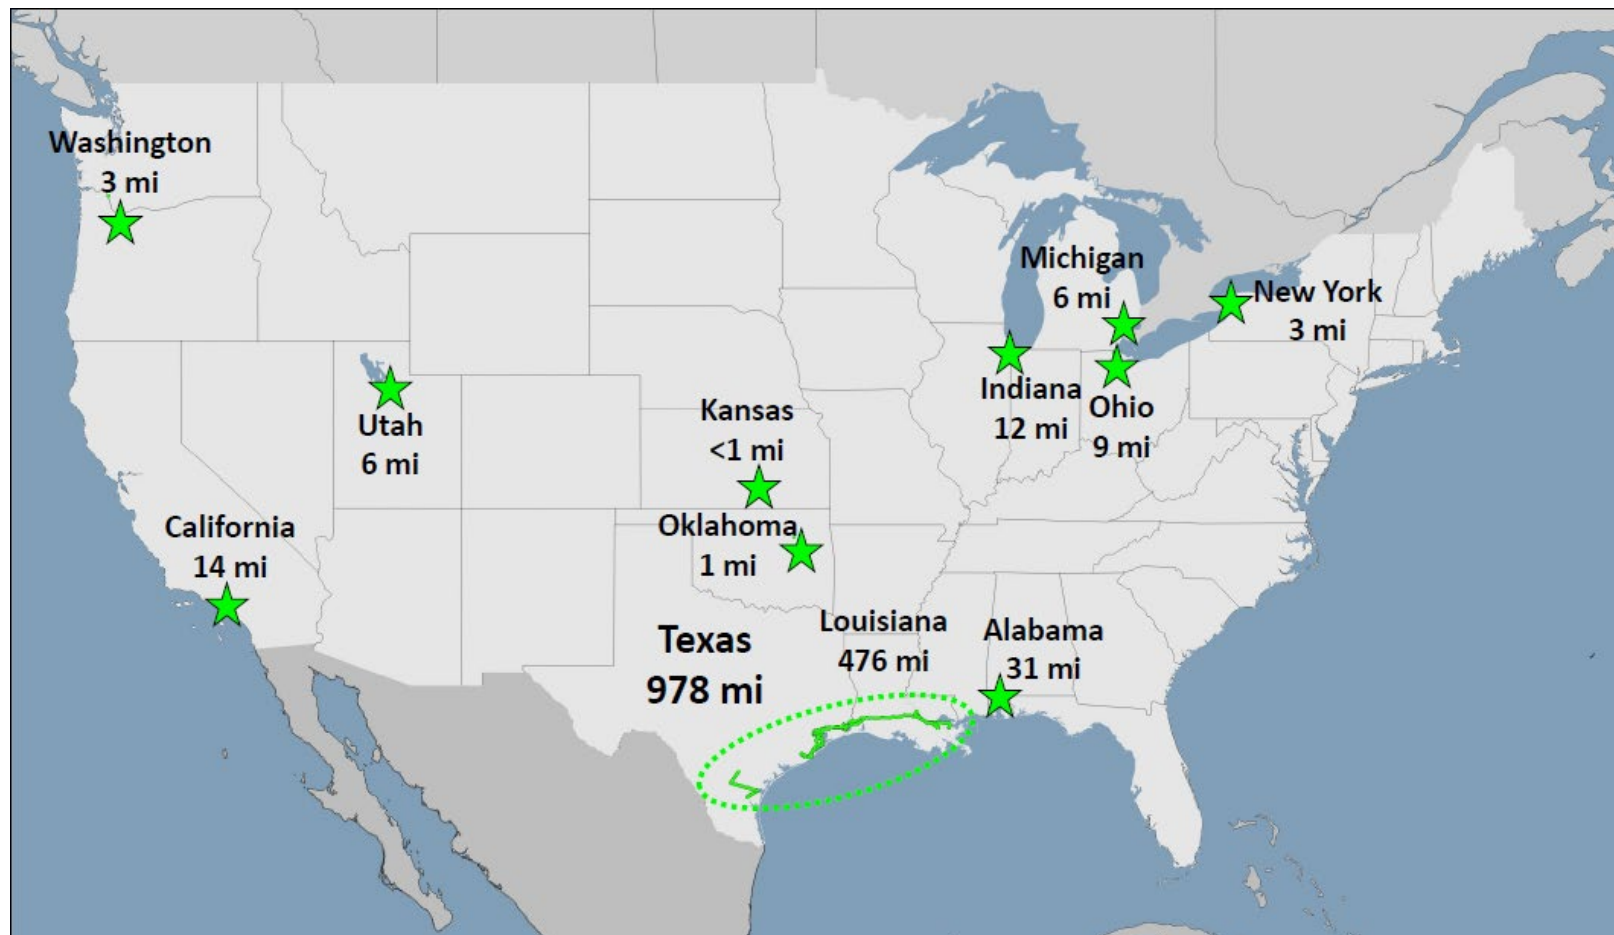 Washington
3 mi
Michigan
6 mi
New York
3 mi
Indiana
12 mi
Ohio
9 mi
Utah
6 mi
Kansas
<1 mi
California
14 mi
Oklahoma
1 mi
Texas
978 mi
Louisiana
476 mi
Alabama
31 mi